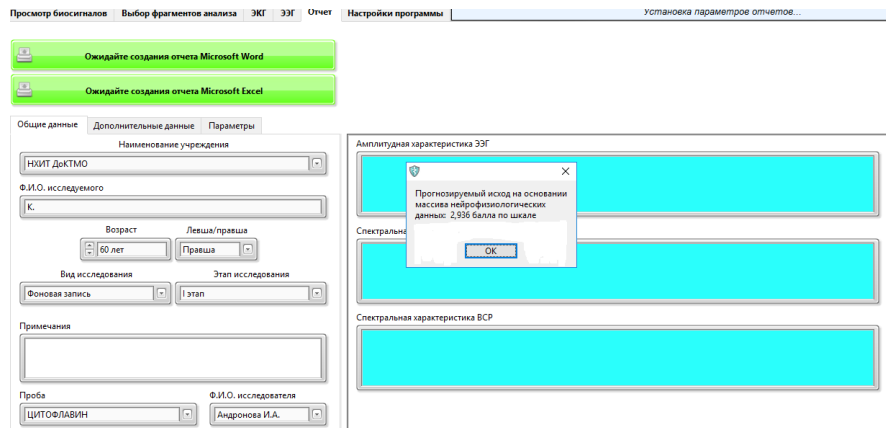 Просмотр биосигналов Выбор фрагментов анализа ЭКГ ЭЭГ Отчет Настройки программы Установка параметров отчетов...
Ожидайте создания отчета Microsoft Word
Ожидайте создания отчета Microsoft Excel
Общие данные Дополнительные данные Параметры
Наименование учреждения
НХИТ ДоКТМО
Ф.И.О. исследуемого
К.
Возраст Левша/правша
60 лет Правша
Вид исследования Этап исследования
Фоновая запись I этап
Примечания
Проба Ф.И.О. исследователя
ЦИТОФЛАВИН Андронова И.А.
Амплитудная характеристика ЭЭГ
Прогнозируемый исход на основании
массива нейрофизиологических
данных: 2,936 балла по шкале
OK
Спектральна
Спектральная характеристика ВСР